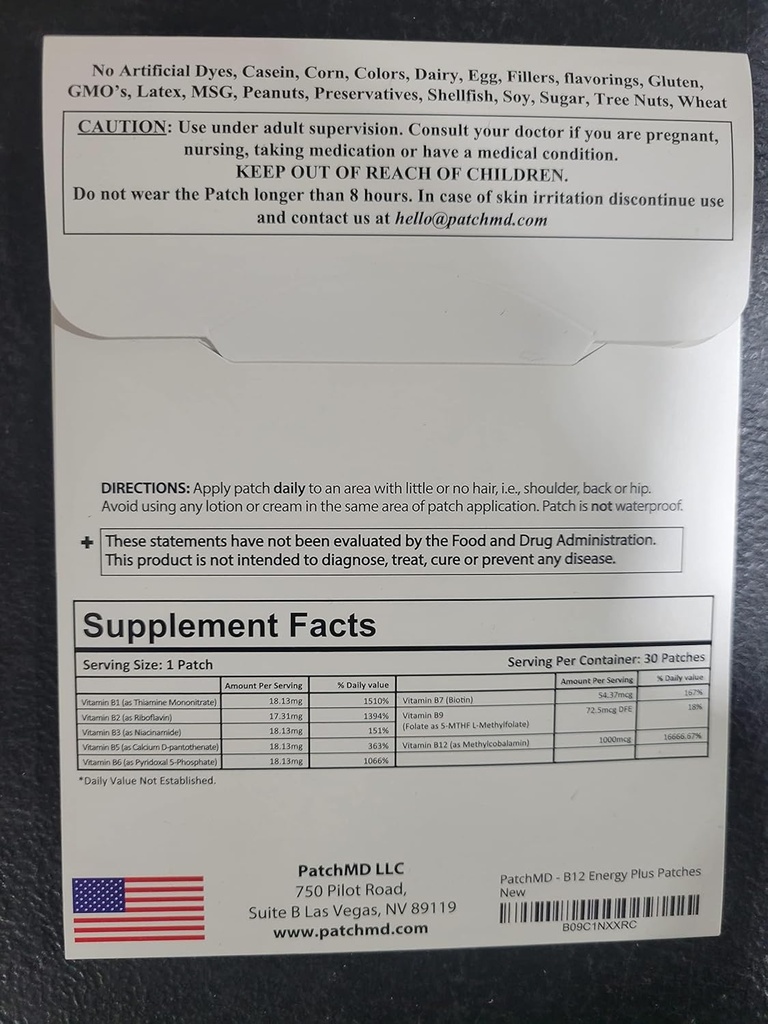 No Artificial Dyes, Casein, Corn, Colors, Dairy, Egg, Fillers, flavorings, Gluten,
GMO's, Latex, MSG, Peanuts, Preservatives, Shellfish, Soy, Sugar, Tree Nuts, Wheat
CAUTION: Use under adult supervision. Consult your doctor if you are pregnant,
nursing, taking medication or have a medical condition.
KEEP OUT OF REACH OF CHILDREN.
Do not wear the Patch longer than 8 hours. In case of skin irritation discontinue use
and contact us at hello@patchmd.com
DIRECTIONS: Apply patch daily to an area with little or no hair, i.e., shoulder, back or hip.
Avoid using any lotion or cream in the same area of patch application. Patch is not waterproof.
+ These statements have not been evaluated by the Food and Drug Administration.
This product is not intended to diagnose, treat, cure or prevent any disease.
Supplement Facts
Serving Size: 1 Patch Serving Per Container: 30 Patches
Amount Per Serving % Daily value Amount Per Serving % Daily value
Vitamin B1 (as Thiamine Mononitrate) 18.13mg 1510% Vitamin B7 (Biotin) 54.37mcg 167%
Vitamin B2 (as Riboflavin) 17.31mg 1394% Vitamin B9 72.5mcg DFE 18%
Vitamin B3 (as Niacinamide) 18.13mg 151% (Folate as 5-MTHF L-Methylfolate)
Vitamin B5 (as Calcium D-pantothenate) 18.13mg 363% Vitamin B12 (as Methylcobalamin) 1000mcg 16666.67%
Vitamin B6 (as Pyridoxal 5-Phosphate) 18.13mg 1066%
*Daily Value Not Established.
PatchMD LLC
750 Pilot Road,
Suite B Las Vegas, NV 89119
www.patchmd.com
PatchMD - B12 Energy Plus Patches
New
B09C1NXXRC